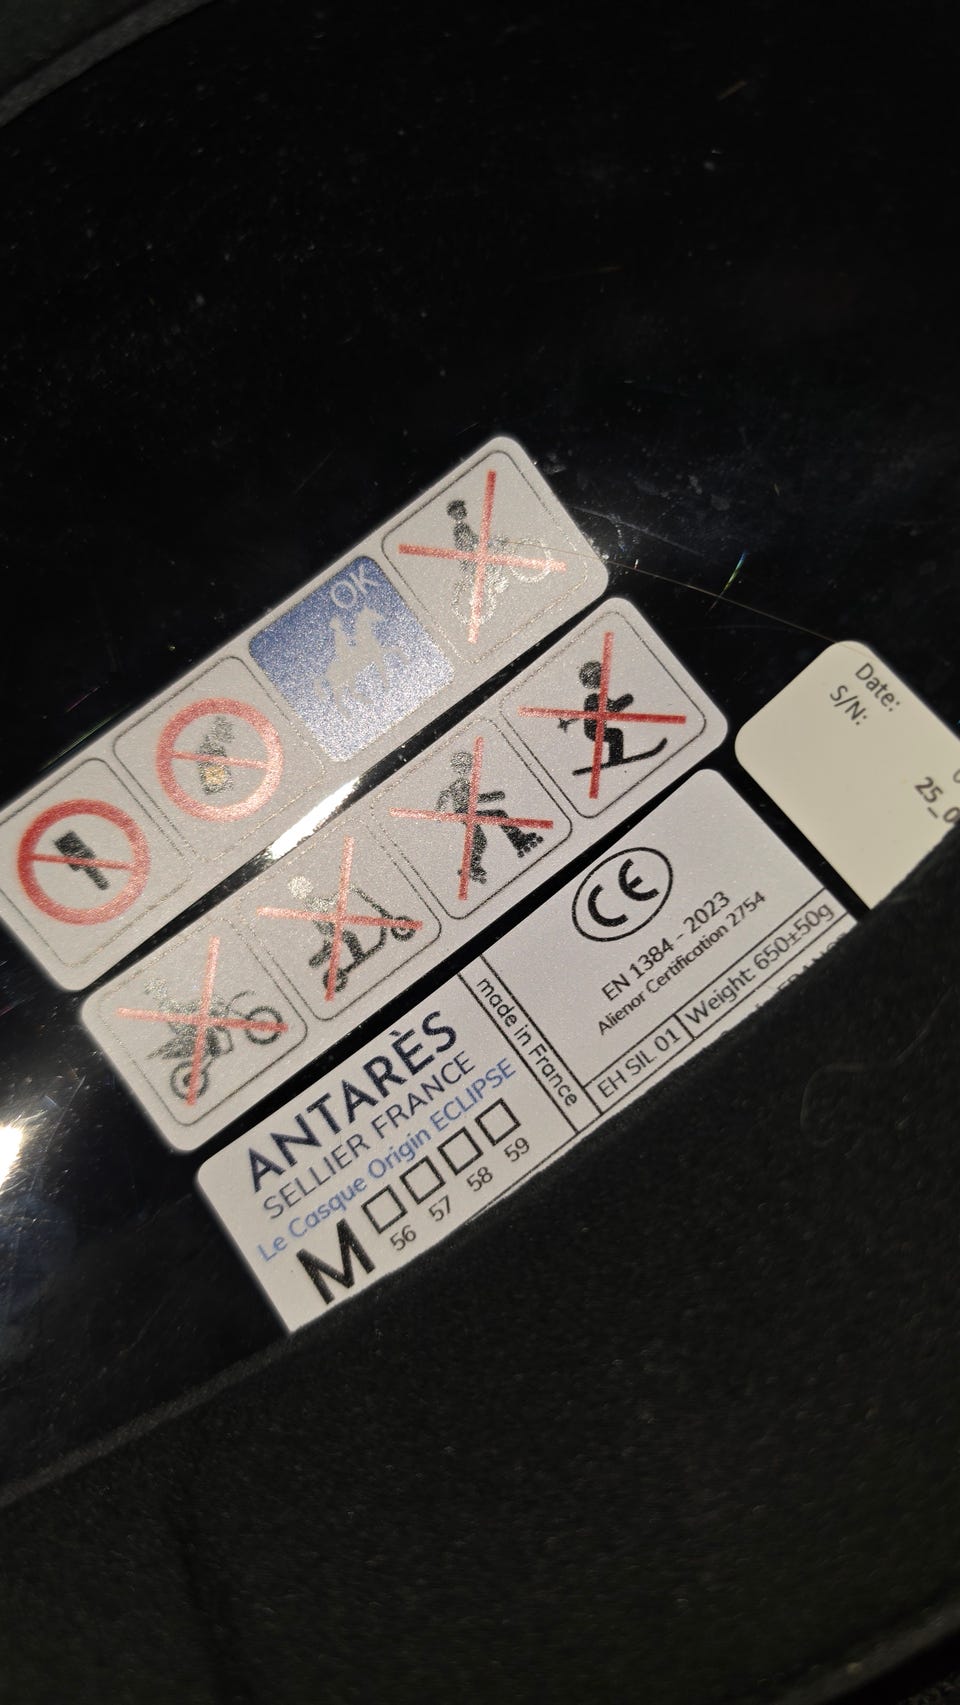 OK
ANTARÈS
SELLIER FRANCE
Le Casque Origin ECLIPSE
M
56 57 58 59
made in France
CE
EN 1384 - 2023
Alienor Certification 2754
EH SIL 01 Weight: 650±50g
Date:
S/N:
25_0